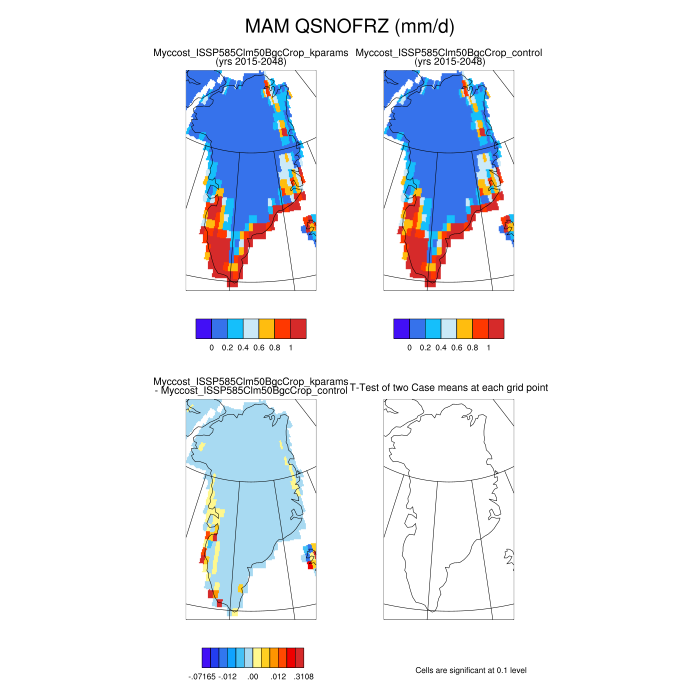 MAM QSNOFRZ (mm/d)
Myccost_ISSP585Clm50BgcCrop_kparams
(yrs 2015-2048)
Myccost_ISSP585Clm50BgcCrop_control
(yrs 2015-2048)
0 0.2 0.4 0.6 0.8 1
0 0.2 0.4 0.6 0.8 1
Myccost_ISSP585Clm50BgcCrop_kparams
- Myccost_ISSP585Clm50BgcCrop_control
T-Test of two Case means at each grid point
-.07165 -.012 .00 .012 .3108
Cells are significant at 0.1 level